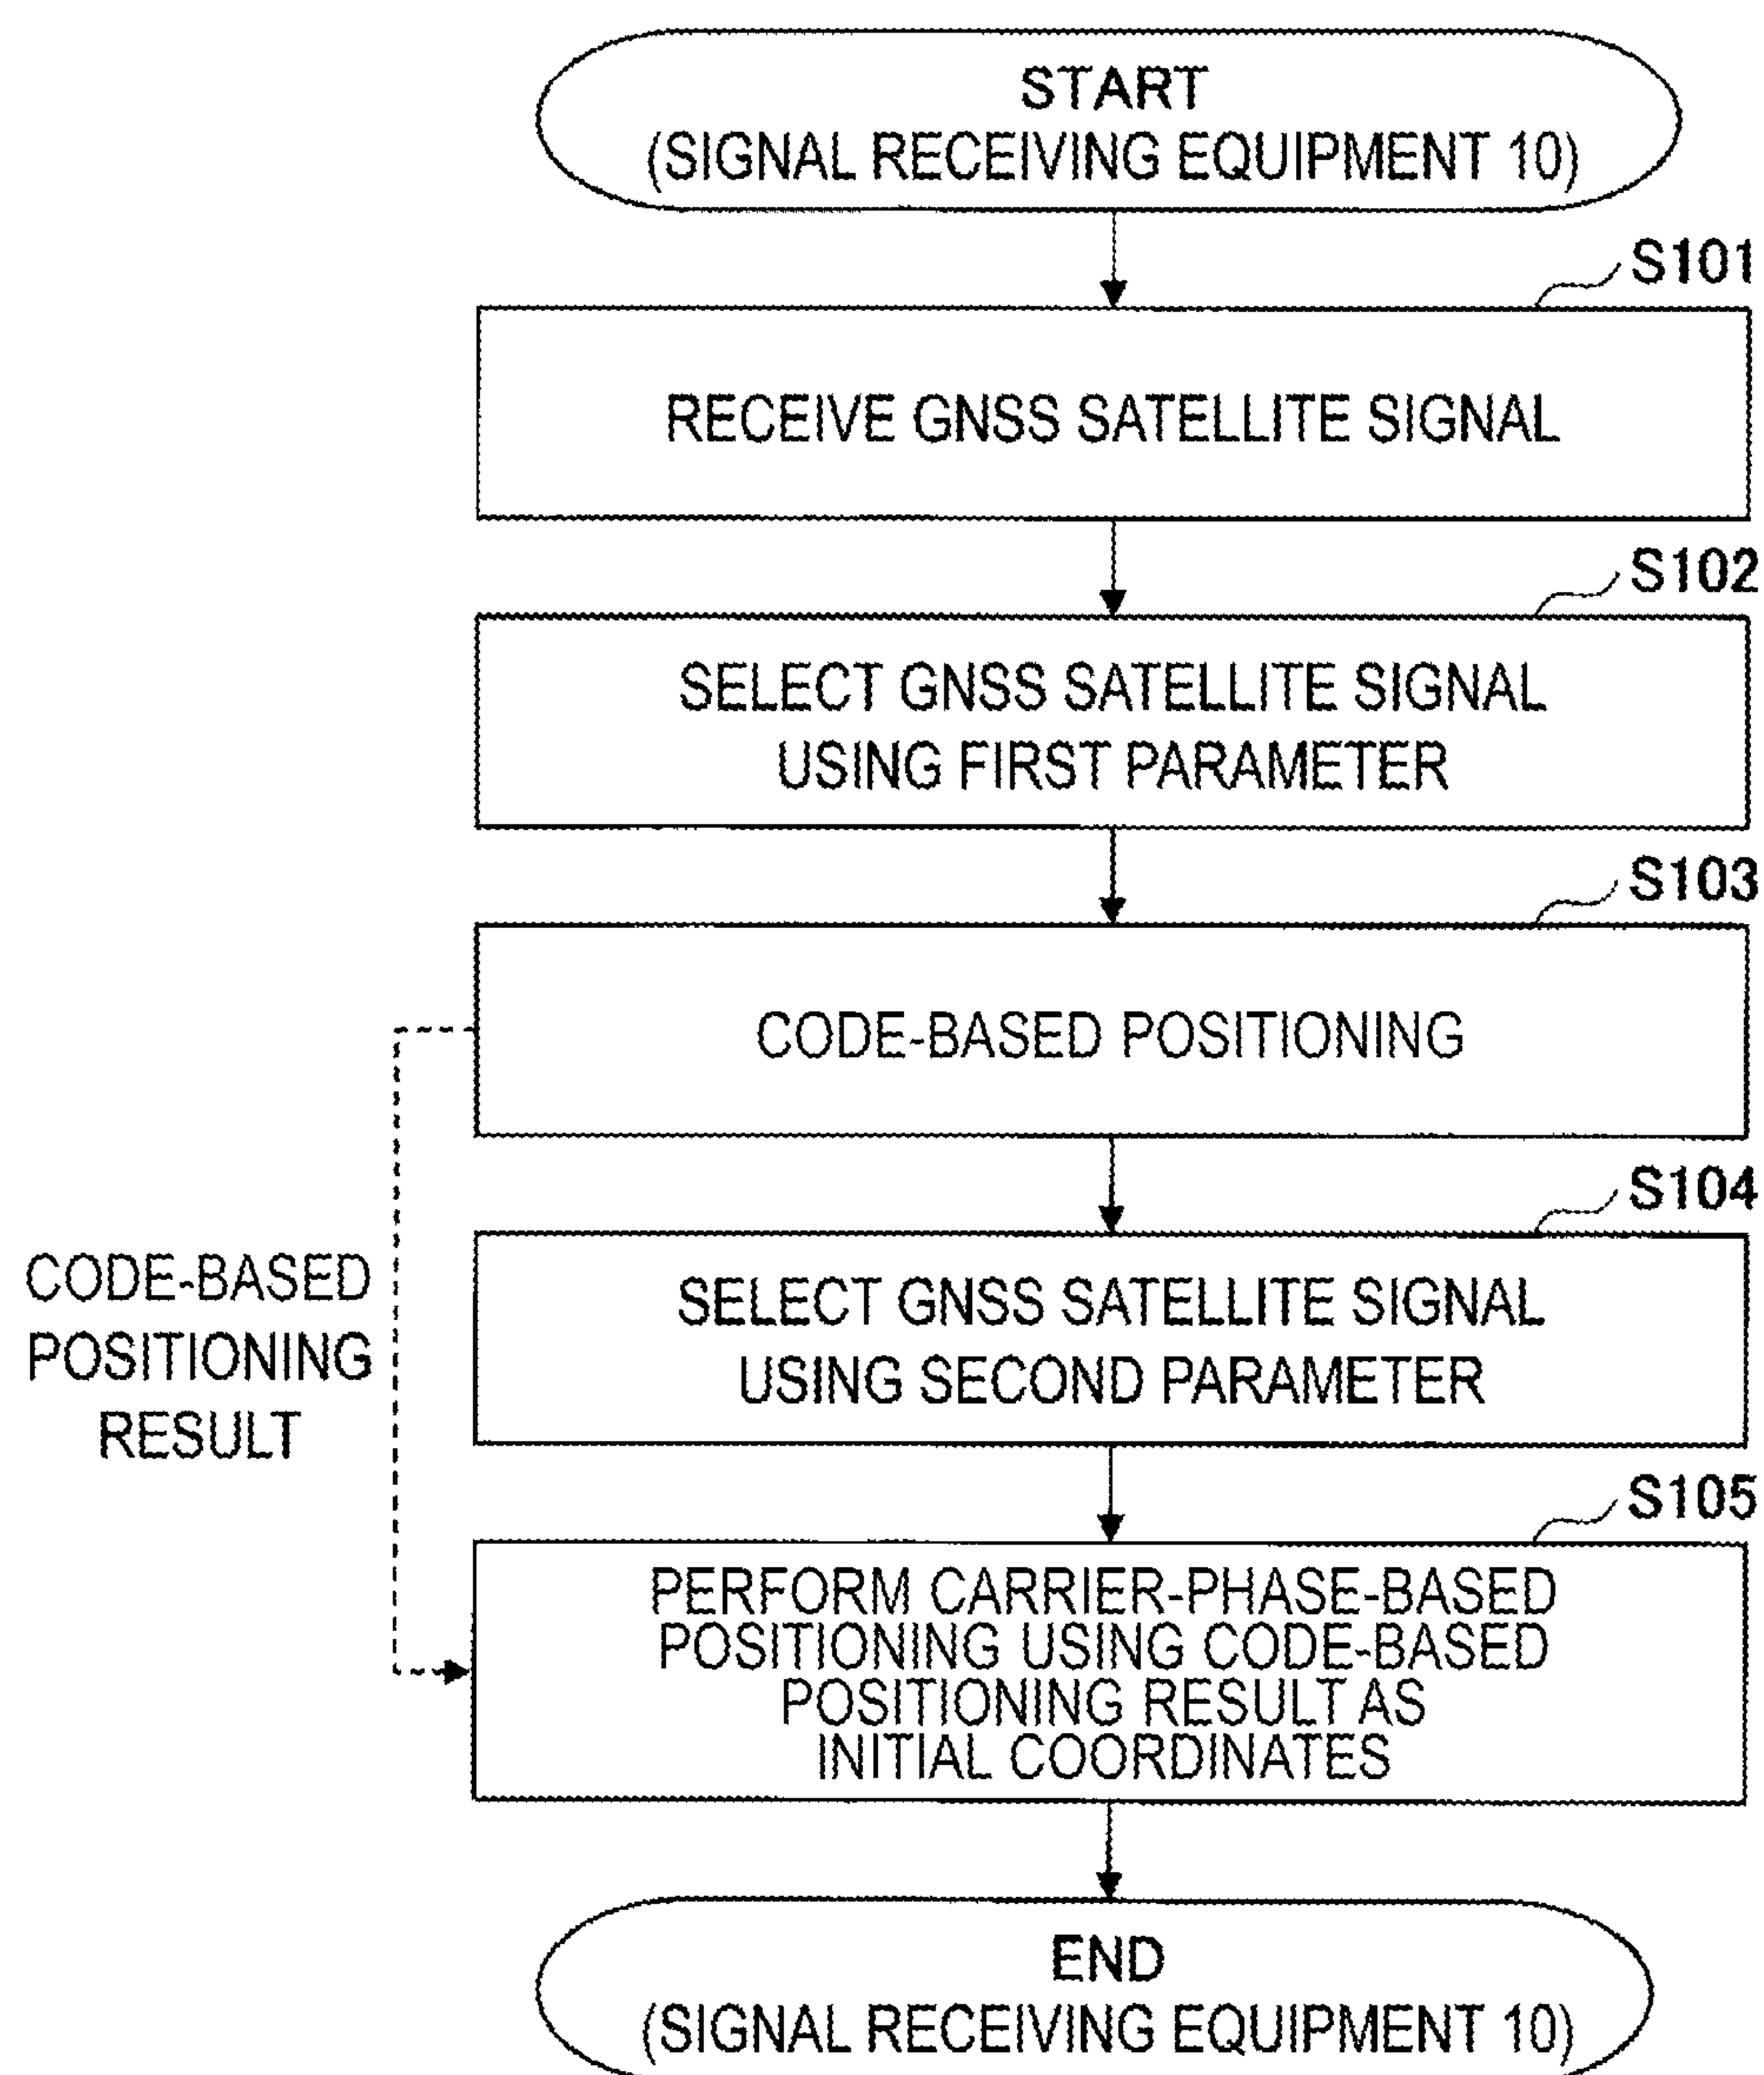 START
(SIGNAL RECEIVING EQUIPMENT 10)
S101
RECEIVE GNSS SATELLITE SIGNAL
S102
SELECT GNSS SATELLITE SIGNAL
USING FIRST PARAMETER
S103
CODE-BASED POSITIONING
S104
SELECT GNSS SATELLITE SIGNAL
USING SECOND PARAMETER
CODE-BASED
POSITIONING
RESULT
S105
PERFORM CARRIER-PHASE-BASED
POSITIONING USING CODE-BASED
POSITIONING RESULT AS
INITIAL COORDINATES
END
(SIGNAL RECEIVING EQUIPMENT 10)